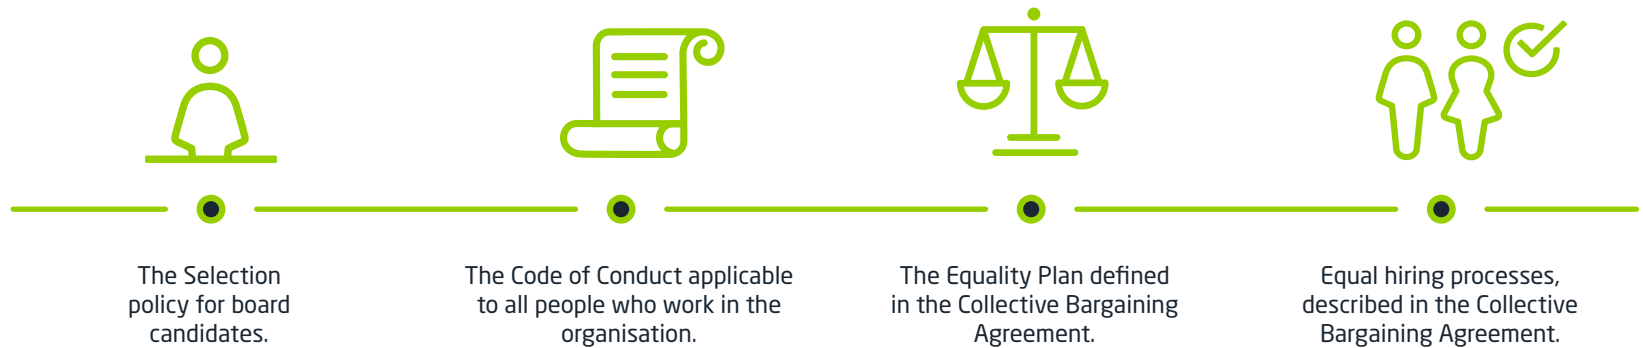 The Selection
policy for board
candidates.
The Code of Conduct applicable
to all people who work in the
organisation.
The Equality Plan defined
in the Collective Bargaining
Agreement.
Equal hiring processes,
described in the Collective
Bargaining Agreement.